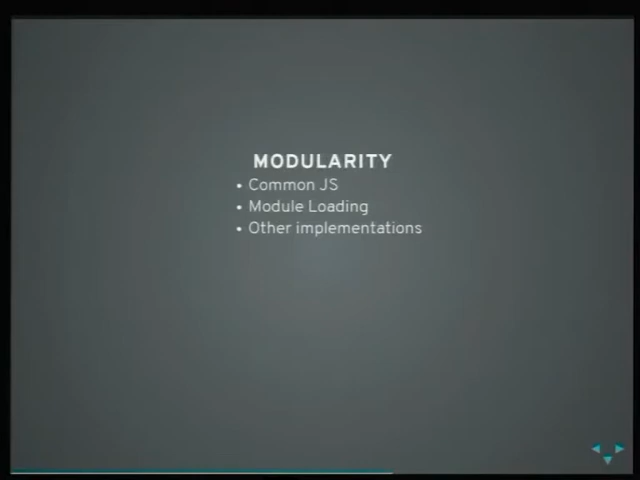 MODULARITY
• Common JS
• Module Loading
• Other implementations